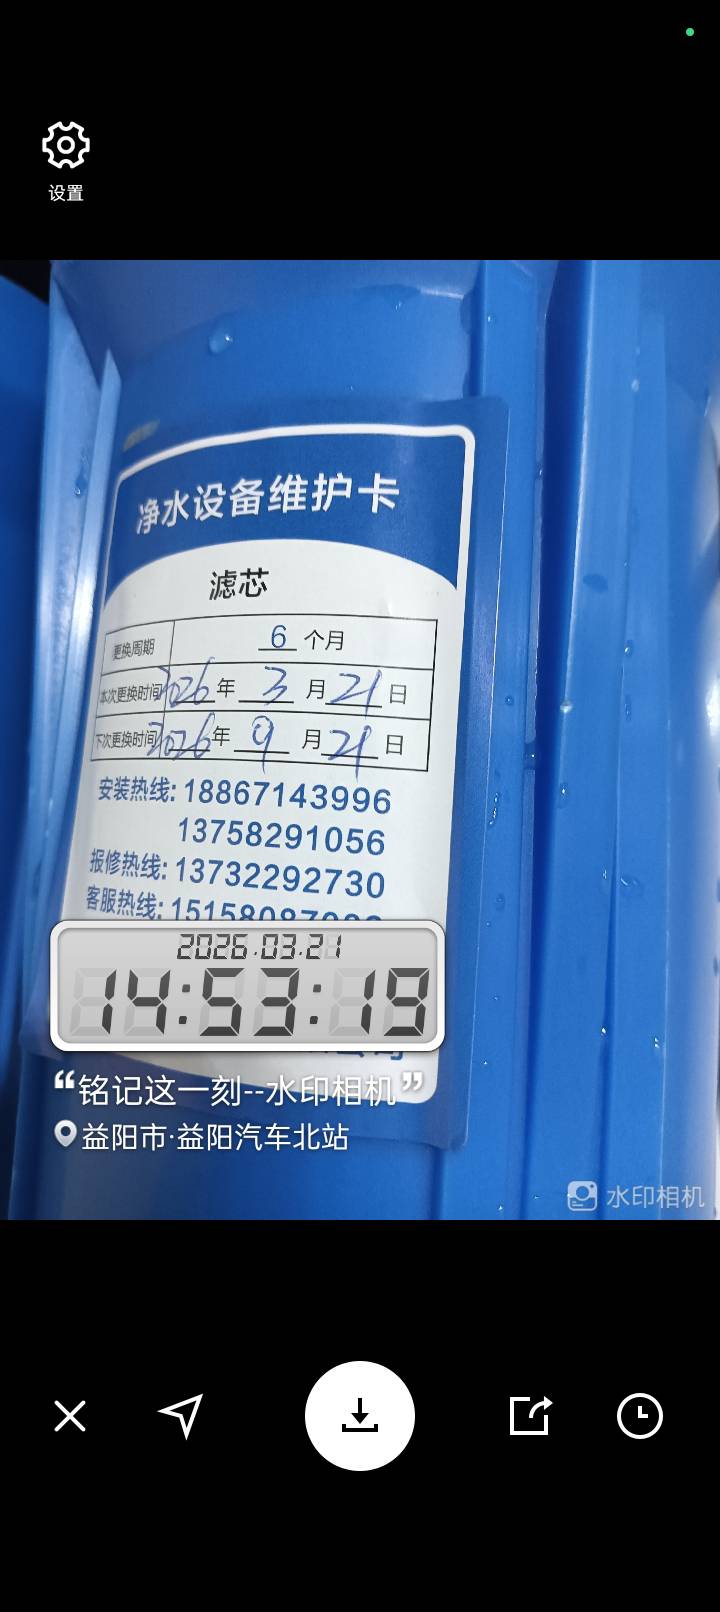 设置
净水设备维护卡
滤芯
更换周期 6 个月
本次更换时间 2026 年 3 月 21 日
下次更换时间 2026 年 9 月 21 日
安装热线: 18867143996
13758291056
报修热线: 13732292730
客服热线:
2026.03.21
14:53:19
“铭记这一刻--水印相机”
益阳市·益阳汽车北站
水印相机